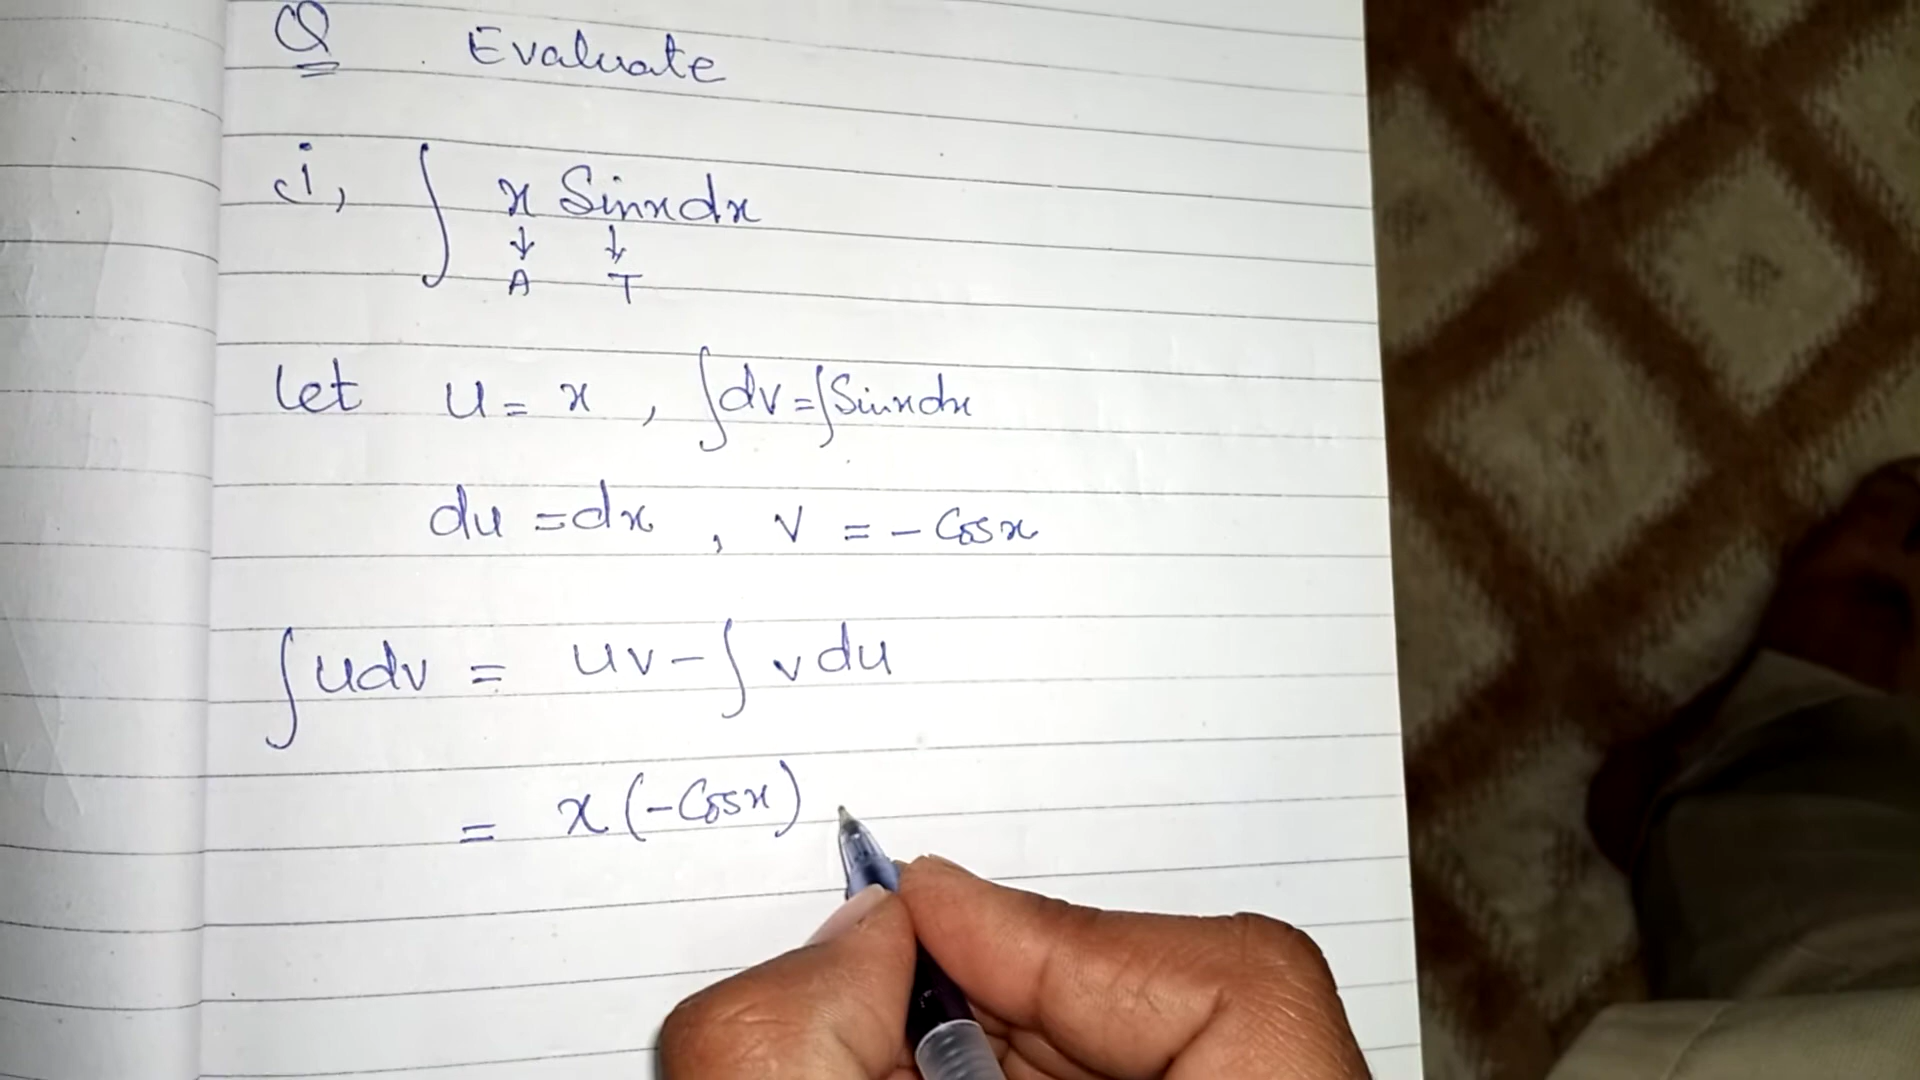 Q Evaluate
i, ∫ x Sinx dx
↓ ↓
A T
let u = x , ∫dv = ∫Sinx dx
du = dx , v = - Cosx
∫udv = uv - ∫ v du
= x (-Cosx)